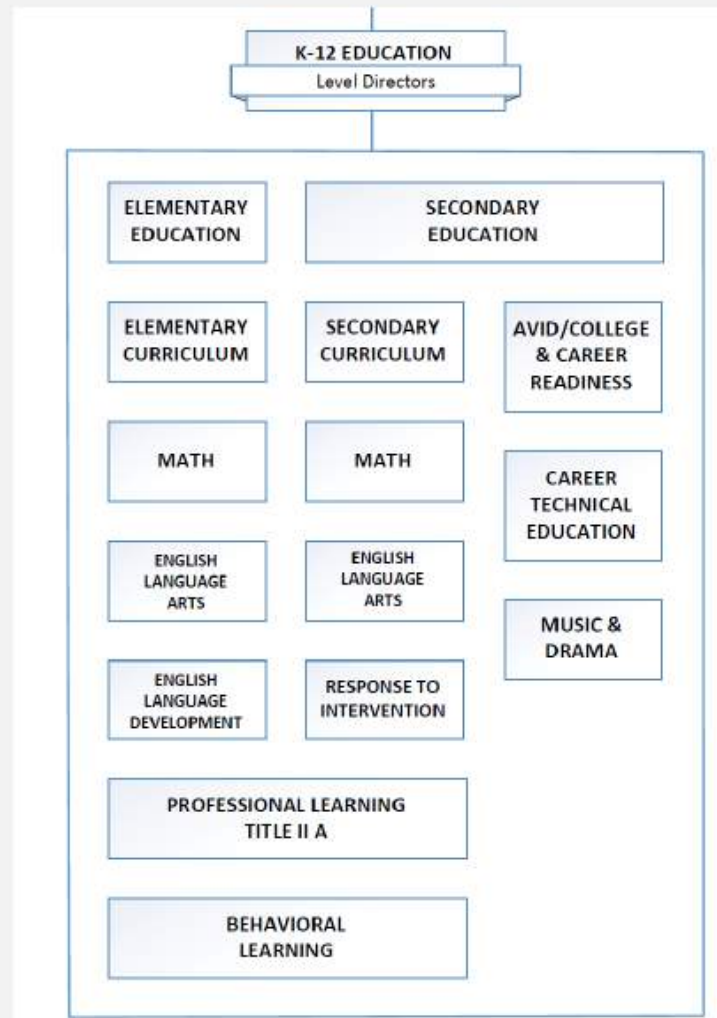 K-12 EDUCATION
Level Directors
ELEMENTARY
EDUCATION
SECONDARY
EDUCATION
ELEMENTARY
CURRICULUM
SECONDARY
CURRICULUM
AVID/COLLEGE
& CAREER
READINESS
MATH
MATH
CAREER
TECHNICAL
EDUCATION
ENGLISH
LANGUAGE
ARTS
ENGLISH
LANGUAGE
ARTS
MUSIC &
DRAMA
ENGLISH
LANGUAGE
DEVELOPMENT
RESPONSE TO
INTERVENTION
PROFESSIONAL LEARNING
TITLE II A
BEHAVIORAL
LEARNING